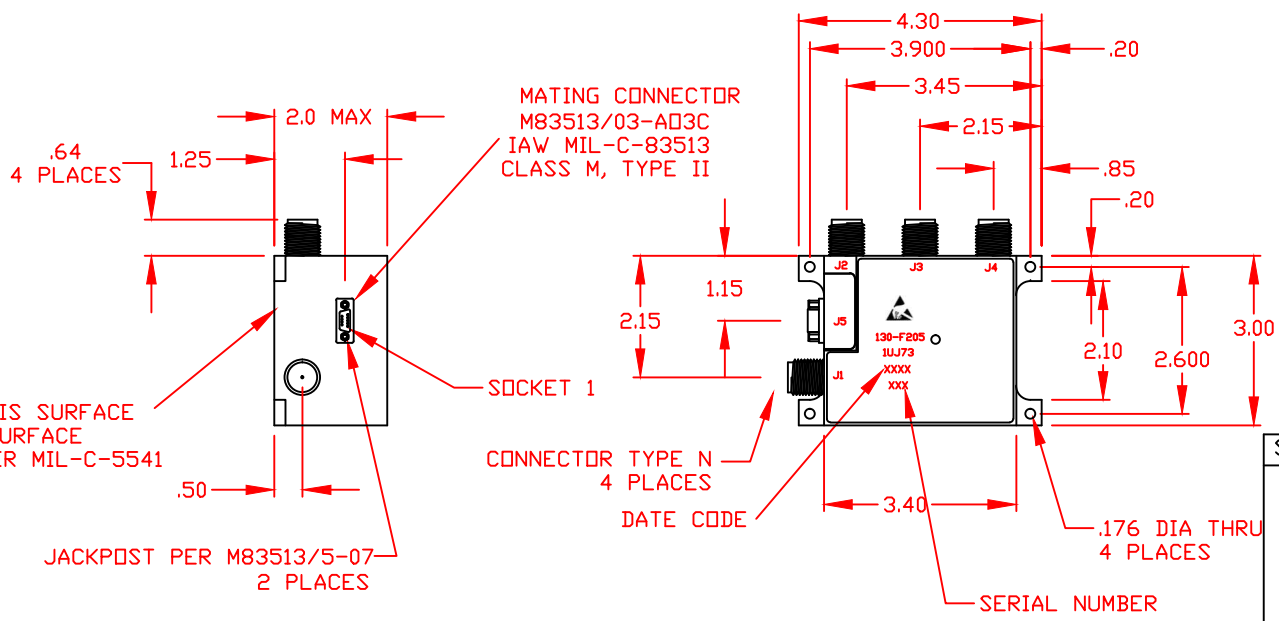 4.30
3.900
.20
3.45
2.15
.85
.20
MATING CONNECTOR
M83513/03-A03C
IAW MIL-C-83513
CLASS M, TYPE II
2.0 MAX
.64
4 PLACES
1.25
1.15
2.15
J2
J3
J4
J5
J1
130-F205
1UJ73
XXXX
XXX
2.10
2.600
3.00
SOCKET 1
IS SURFACE
URFACE
ER MIL-C-5541
.50
CONNECTOR TYPE N
4 PLACES
DATE CODE
3.40
.176 DIA THRU
4 PLACES
JACKPOST PER M83513/5-07
2 PLACES
SERIAL NUMBER